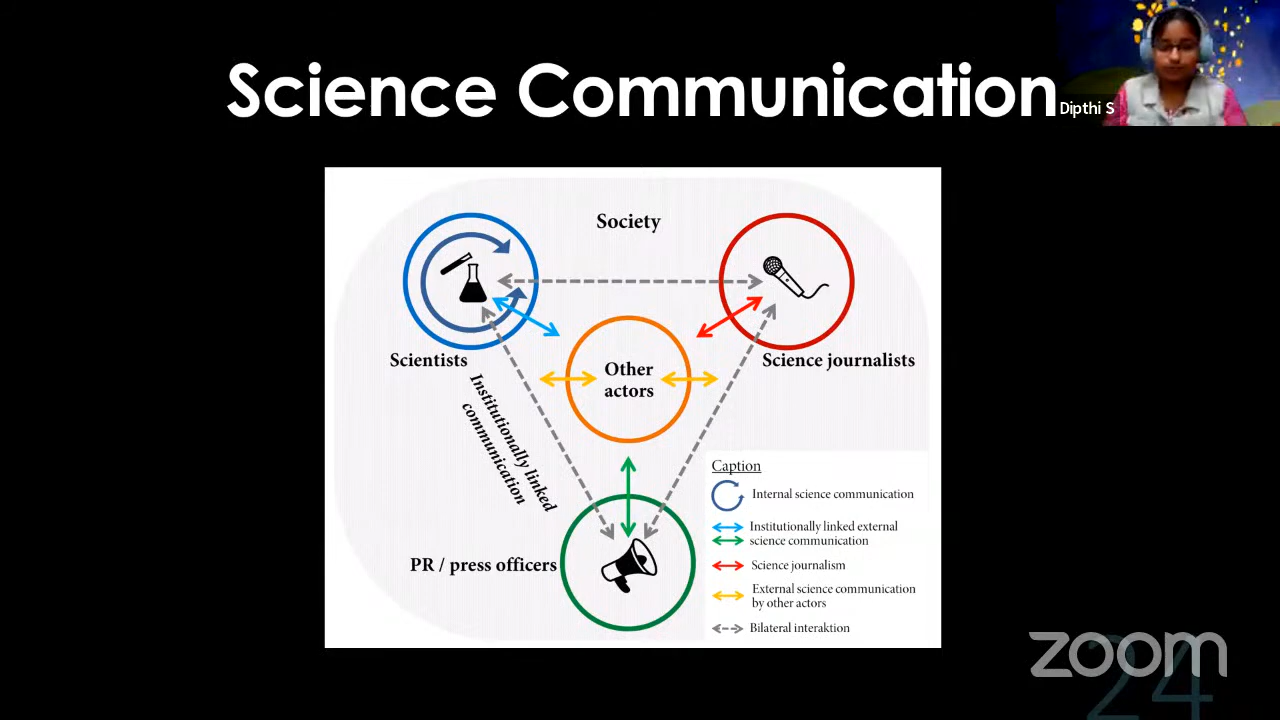 Science Communication
Dipthi S
Society
Scientists
Science journalists
Other
actors
Institutionally linked
communication
PR / press officers
Caption
Internal science communication
Institutionally linked external
science communication
Science journalism
External science communication
by other actors
Bilateral interaktion
zoom
24